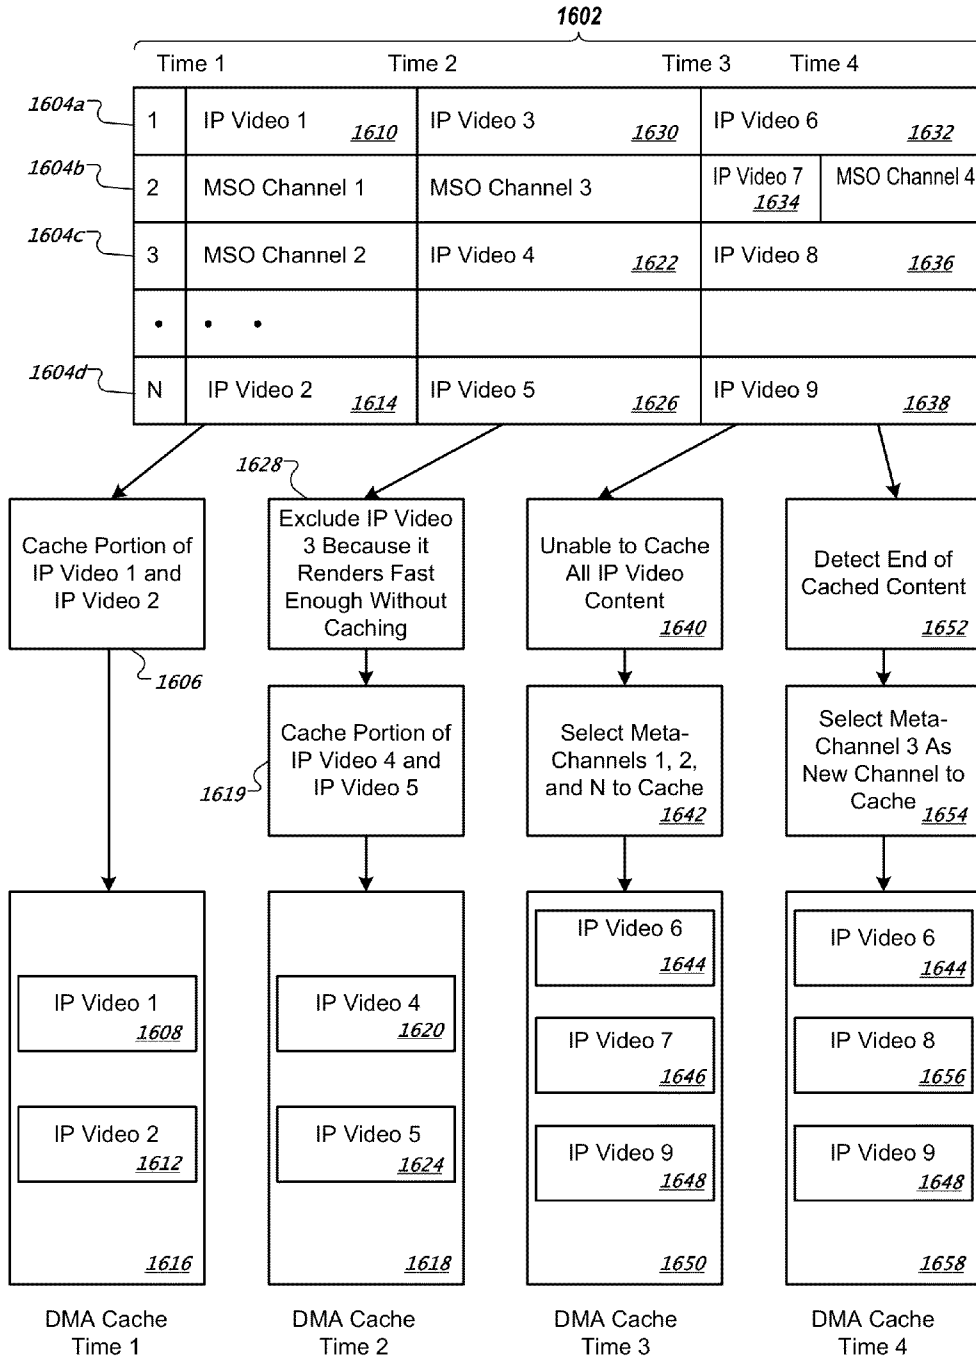 1602
Time 1
Time 2
Time 3
Time 4
1604a
1
IP Video 1
1610
IP Video 3
1630
IP Video 6
1632
1604b
2
MSO Channel 1
MSO Channel 3
IP Video 7
1634
MSO Channel 4
1604c
3
MSO Channel 2
IP Video 4
1622
IP Video 8
1636
1604d
N
IP Video 2
1614
IP Video 5
1626
IP Video 9
1638
Cache Portion of
IP Video 1 and
IP Video 2
1606
1628
Exclude IP Video
3 Because it
Renders Fast
Enough Without
Caching
Unable to Cache
All IP Video
Content
1640
Detect End of
Cached Content
1652
Cache Portion of
IP Video 4 and
IP Video 5
1619
Select Meta-
Channels 1, 2,
and N to Cache
1642
Select Meta-
Channel 3 As
New Channel to
Cache
1654
IP Video 1
1608
IP Video 2
1612
1616
IP Video 4
1620
IP Video 5
1624
1618
IP Video 6
1644
IP Video 7
1646
IP Video 9
1648
1650
IP Video 6
1644
IP Video 8
1656
IP Video 9
1648
1658
DMA Cache
Time 1
DMA Cache
Time 2
DMA Cache
Time 3
DMA Cache
Time 4